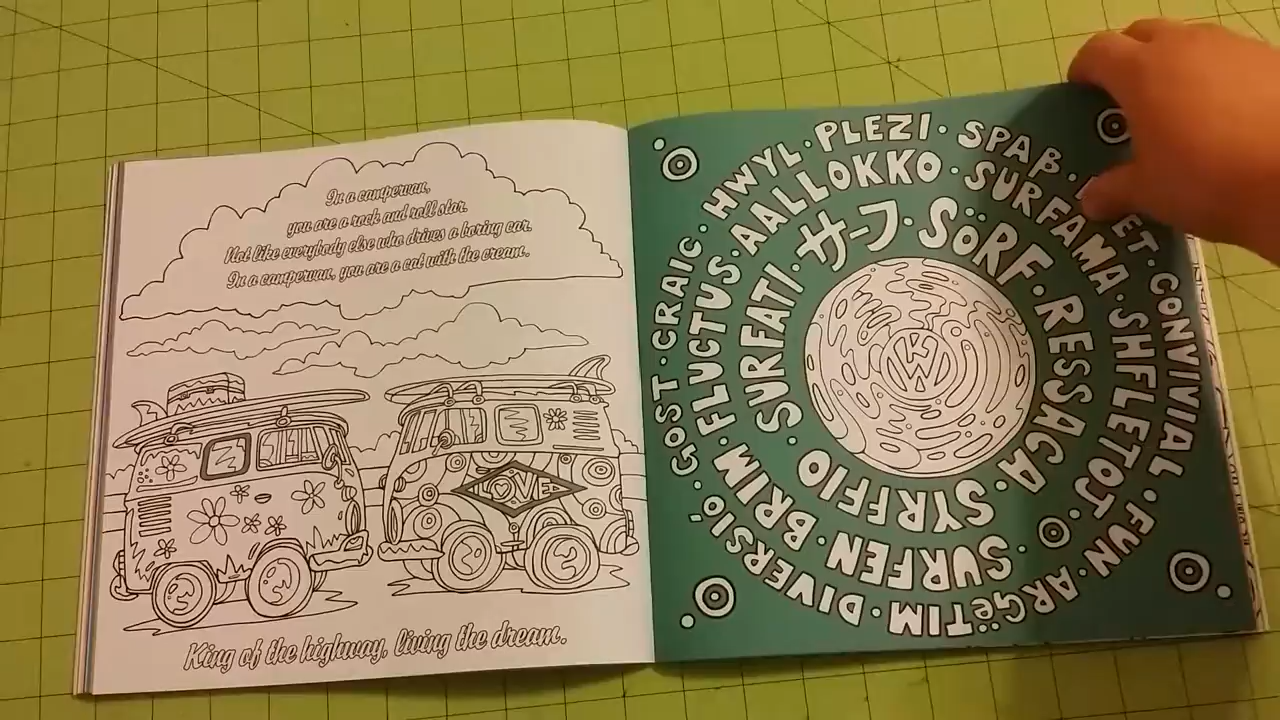 In a campervan,
you are a rock and roll star.
Not like everybody else who drives a boring car.
In a campervan, you are a cat with the cream.
LOVE
King of the highway, living the dream.
GOST · CRAIC · HWYL · PLEZI · SPAß ·
CONVIVIAL · FUN · ARGËTIM · DIVERSIÓ ·
FLUCTUS · AALLOKKO · SURFAMA · SHFLETOJ ·
SURFEN · BRIM ·
SURFATI · サーフ · SÖRF · RESSACA · SYRFFIO ·
VW